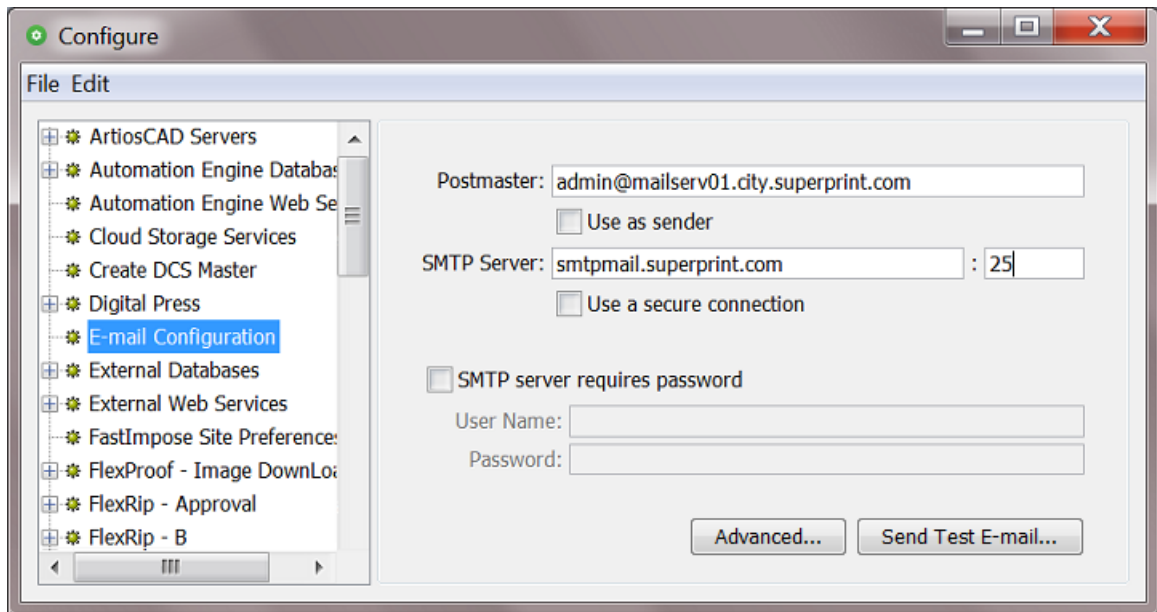 Configure
File Edit
ArtiosCAD Servers
Automation Engine Databas
Automation Engine Web Se
Cloud Storage Services
Create DCS Master
Digital Press
E-mail Configuration
External Databases
External Web Services
FastImpose Site Preferences
FlexProof - Image DownLoa
FlexRip - Approval
FlexRip - B
Postmaster: admin@mailserv01.city.superprint.com
Use as sender
SMTP Server: smtpmail.superprint.com : 25
Use a secure connection
SMTP server requires password
User Name:
Password:
Advanced... Send Test E-mail...